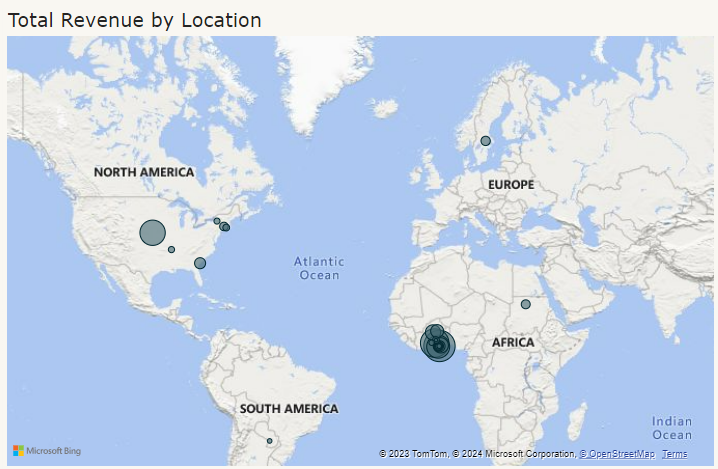 Total Revenue by Location
NORTH AMERICA
EUROPE
Atlantic
Ocean
AFRICA
SOUTH AMERICA
Indian
Ocean
Microsoft Bing
© 2023 TomTom, © 2024 Microsoft Corporation, © OpenStreetMap Terms